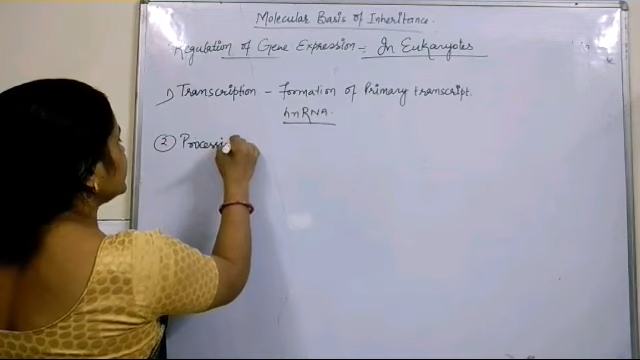 Molecular Basis of Inheritance.
Regulation of Gene Expression :- In Eukaryotes
1) Transcription - Formation of Primary transcript.
hnRNA.
② Processi